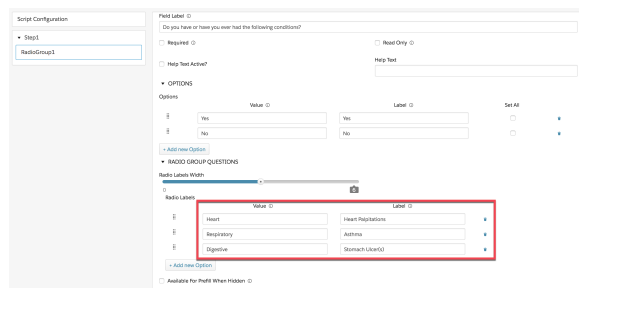 Script Configuration
Step1
RadioGroup1
Field Label
Do you have or have you ever had the following conditions?
Required
Read Only
Help Text Active?
Help Text
OPTIONS
Options
Value Label Set All
Yes Yes
No No
+ Add new Option
RADIO GROUP QUESTIONS
Radio Labels Width
0
Radio Labels
Value Label
Heart Heart Palpitations
Respiratory Asthma
Digestive Stomach Ulcer(s)
+ Add new Option
Available For Prefill When Hidden